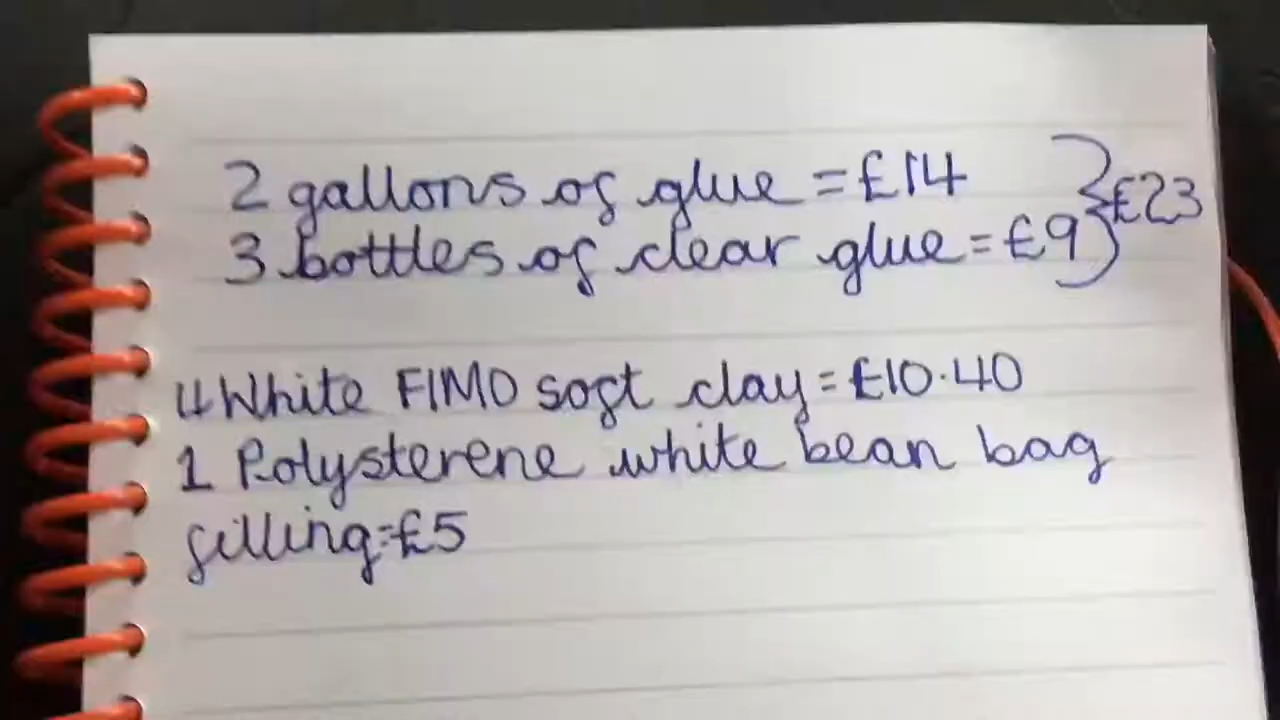 2 gallons of glue = £14
3 bottles of clear glue = £9 } £23
4 White FIMO soft clay = £10.40
1 Polysterene white bean bag
filling = £5